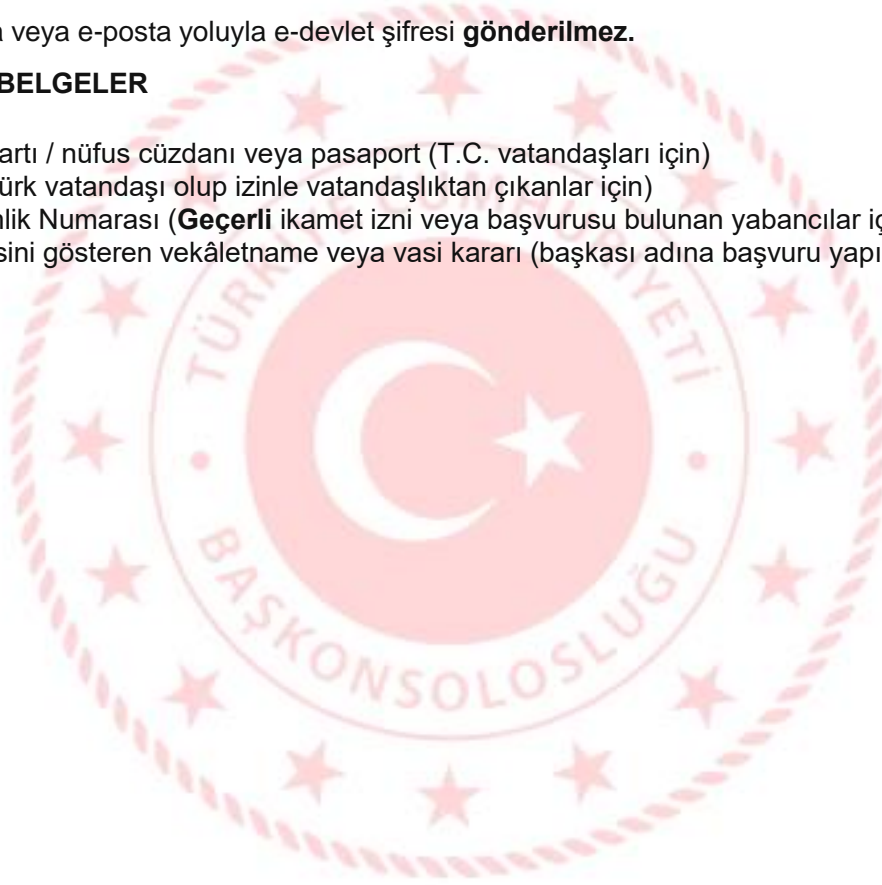 veya e-posta yoluyla e-devlet şifresi gönderilmez.
BELGELER
artı / nüfus cüzdanı veya pasaport (T.C. vatandaşları için)
ürk vatandaşı olup izinle vatandaşlıktan çıkanlar için)
nlik Numarası (Geçerli ikamet izni veya başvurusu bulunan yabancılar iç
sini gösteren vekâletname veya vasi kararı (başkası adına başvuru yapı
TÜRKİYE CUMHURİYETİ
BAŞKONSOLOSLUĞU